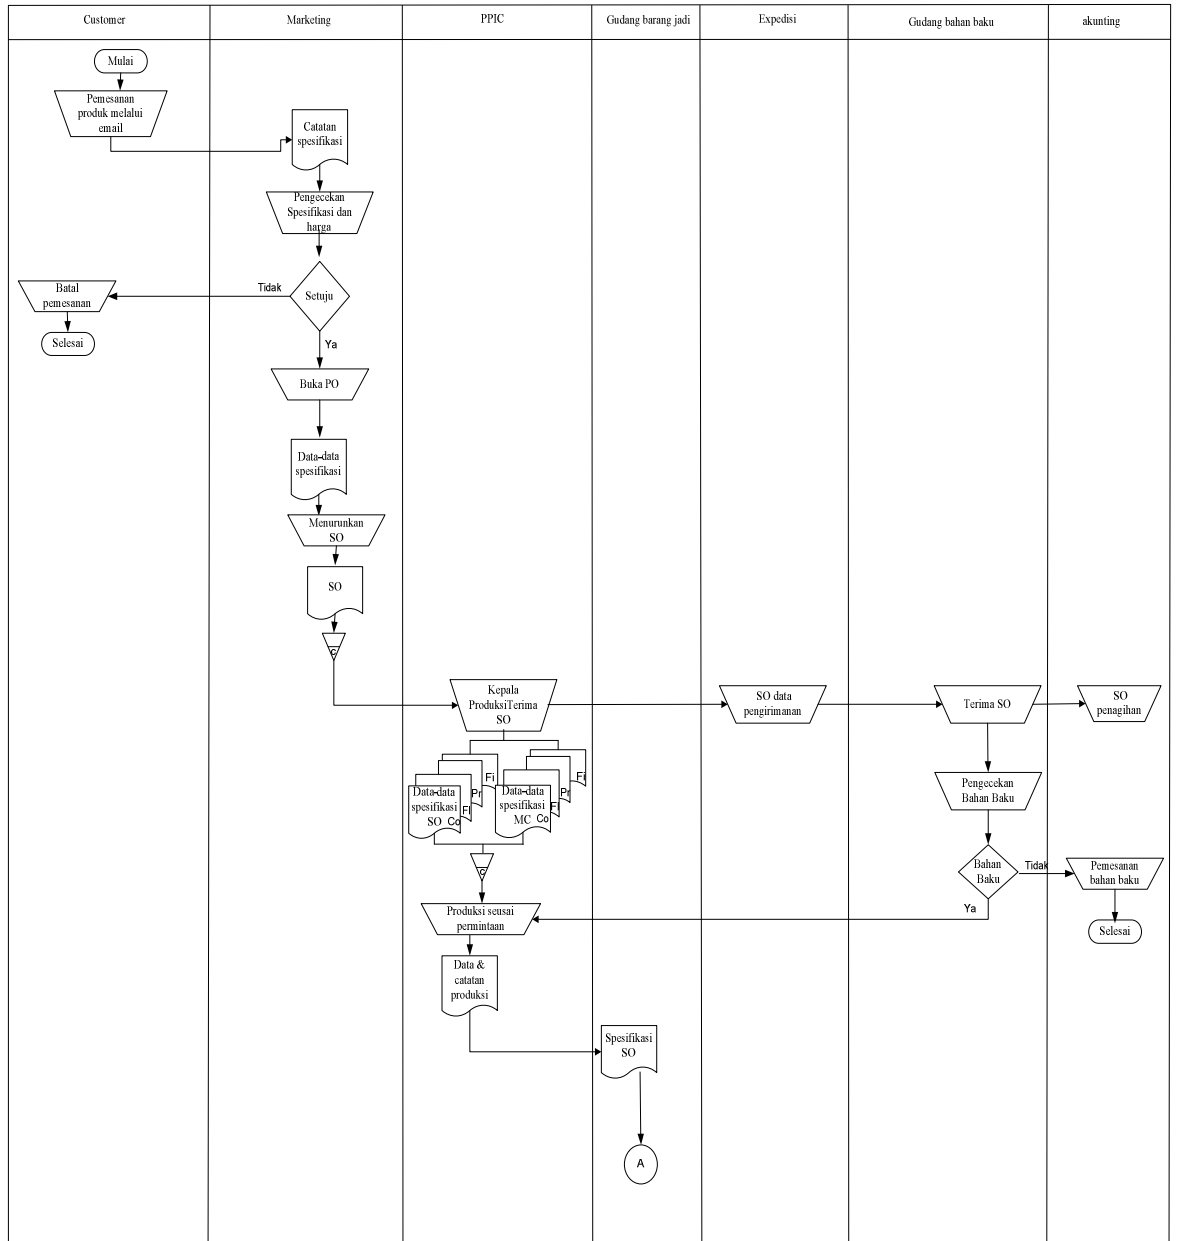 Customer
Marketing
PPIC
Gudang barang jadi
Expedisi
Gudang bahan baku
akunting
Mulai
Pemesanan
produk melalui
email
Catatan
spesifikasi
Pengecekan
Spesifikasi dan
harga
Setuju
Tidak
Batal
pemesanan
Selesai
Ya
Buka PO
Data-data
spesifikasi
Menurunkan
SO
SO
c
Kepala
ProduksiTerima
SO
SO data
pengirimanan
Terima SO
SO
penagihan
Data-data
spesifikasi
SO Co
Fl
Pr
Fi
Data-data
spesifikasi
MC Co
Fl
Pr
Fi
c
Pengecekan
Bahan Baku
Bahan
Baku
Tidak
Pemesanan
bahan baku
Selesai
Ya
Produksi seusai
permintaan
Data &
catatan
produksi
Spesifikasi
SO
A